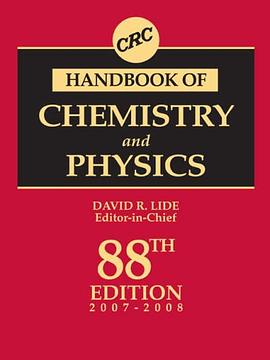 CRC
HANDBOOK OF
CHEMISTRY
and
PHYSICS
DAVID R. LIDE
Editor-in-Chief
88TH
EDITION
2007-2008